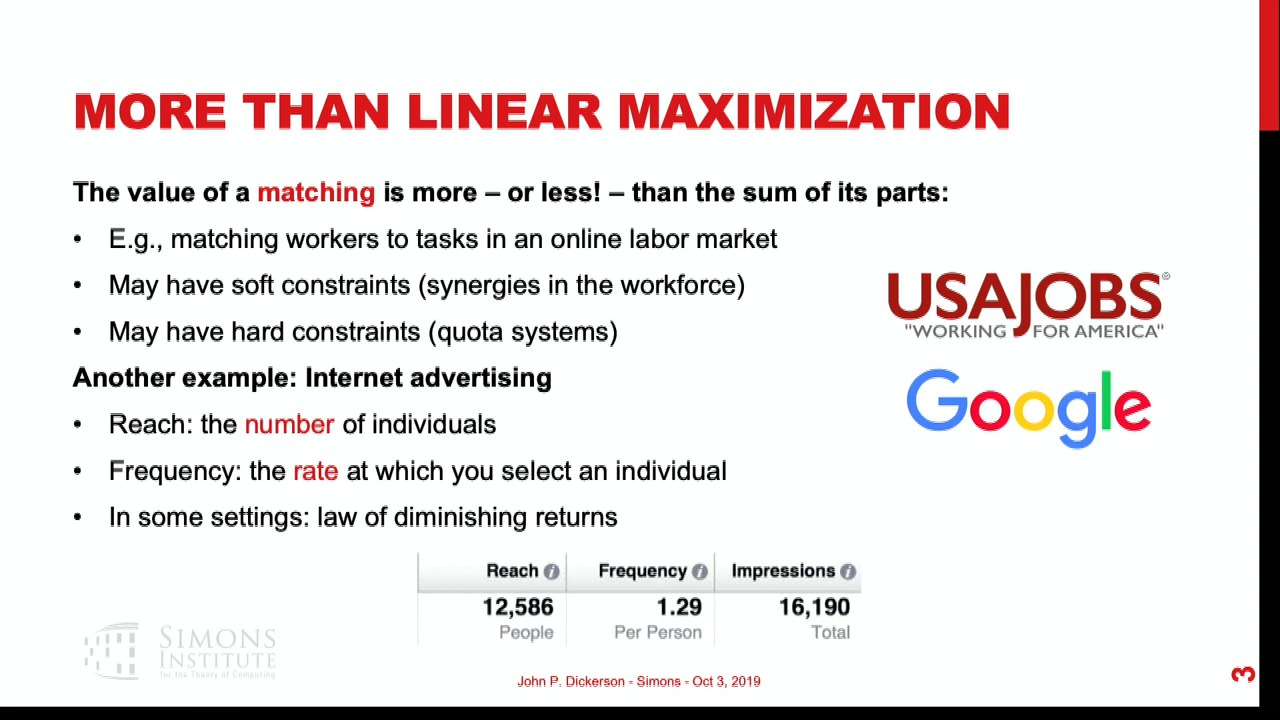 MORE THAN LINEAR MAXIMIZATION
The value of a matching is more – or less! – than the sum of its parts:
• E.g., matching workers to tasks in an online labor market
• May have soft constraints (synergies in the workforce)
• May have hard constraints (quota systems)
USAJOBS®
"WORKING FOR AMERICA"
Another example: Internet advertising
Google
• Reach: the number of individuals
• Frequency: the rate at which you select an individual
• In some settings: law of diminishing returns
Reach i Frequency i Impressions i
12,586 1.29 16,190
People Per Person Total
SIMONS
INSTITUTE
for the Theory of Computing
John P. Dickerson - Simons - Oct 3, 2019
3